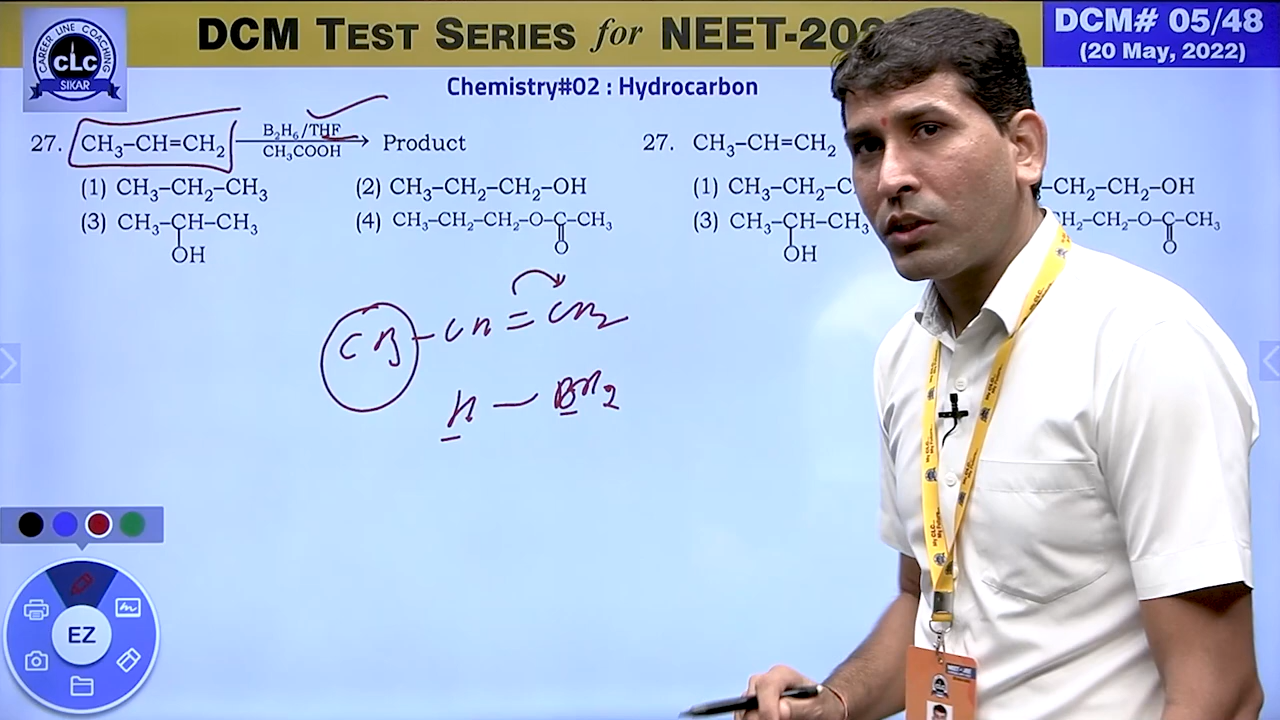 CAREER LINE COACHING
CLC
SIKAR
DCM TEST SERIES for NEET-202
DCM# 05/48
(20 May, 2022)
Chemistry#02 : Hydrocarbon
27. CH₃–CH=CH₂ B₂H₆/THF CH₃COOH → Product
(1) CH₃–CH₂–CH₃ (2) CH₃–CH₂–CH₂–OH
(3) CH₃–CH–CH₃ (4) CH₃–CH₂–CH₂–O–C–CH₃
OH O
27. CH₃–CH=CH₂
(1) CH₃–CH₂–C –CH₂–CH₂–OH
(3) CH₃–CH–CH₃ H₂–CH₂–O–C–CH₃
OH O
CH₃–CH=CH₂
H–BH₂
EZ